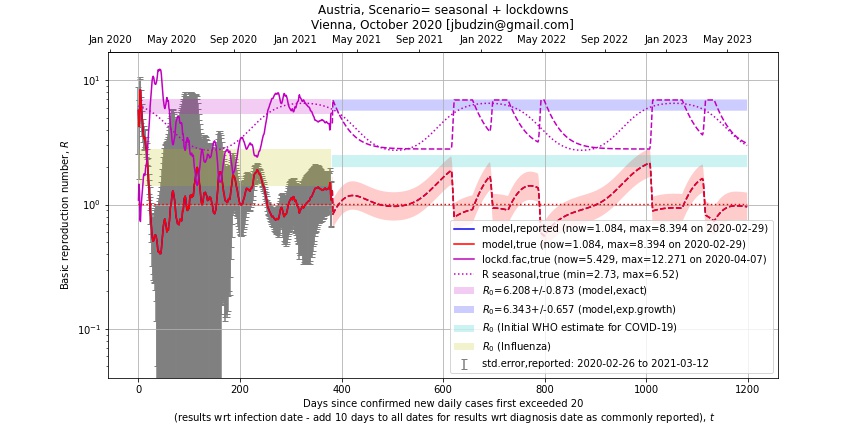 Austria, Scenario= seasonal + lockdowns
Vienna, October 2020 [jbudzin@gmail.com]
Jan 2020 May 2020 Sep 2020 Jan 2021 May 2021 Sep 2021 Jan 2022 May 2022 Sep 2022 Jan 2023 May 2023
10¹
10⁰
10⁻¹
Basic reproduction number, R
model,reported (now=1.084, max=8.394 on 2020-02-29)
model,true (now=1.084, max=8.394 on 2020-02-29)
lockd.fac,true (now=5.429, max=12.271 on 2020-04-07)
R seasonal,true (min=2.73, max=6.52)
R₀=6.208+/-0.873 (model,exact)
R₀=6.343+/-0.657 (model,exp.growth)
R₀ (Initial WHO estimate for COVID-19)
R₀ (Influenza)
std.error,reported: 2020-02-26 to 2021-03-12
0 200 400 600 800 1000 1200
Days since confirmed new daily cases first exceeded 20
(results wrt infection date - add 10 days to all dates for results wrt diagnosis date as commonly reported), t